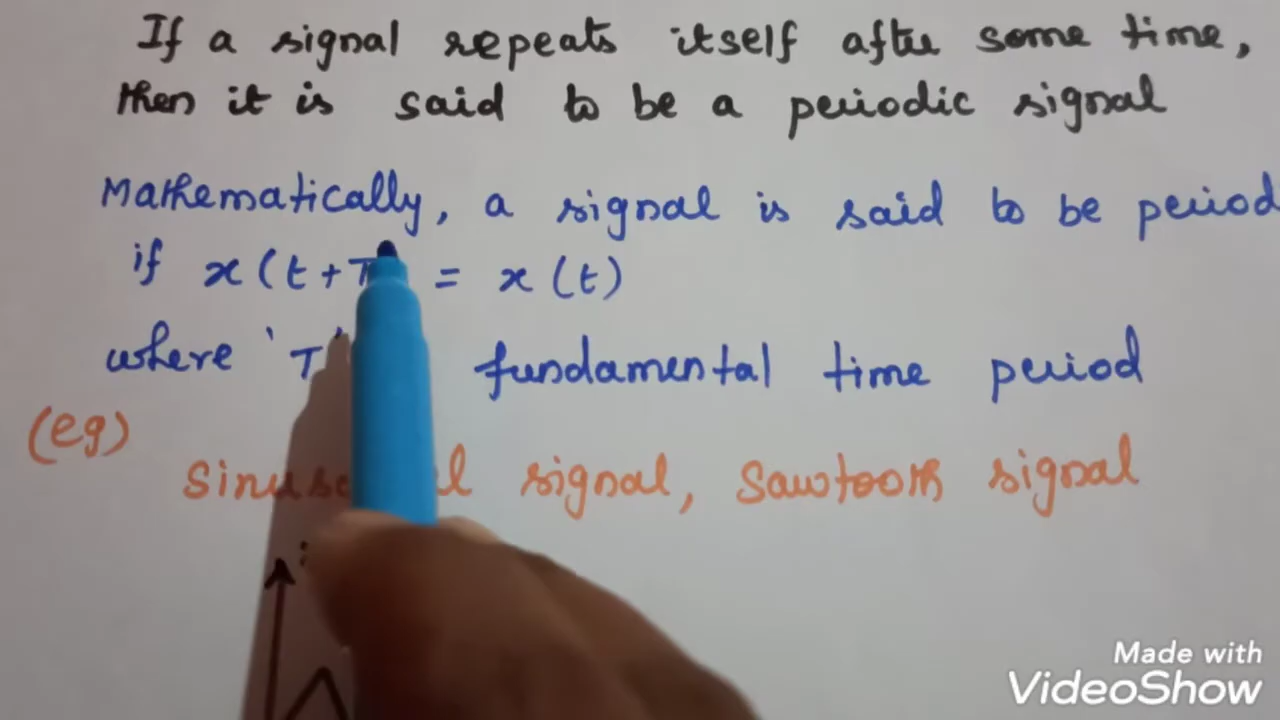 If a signal repeats itself after some time,
then it is said to be a periodic signal
Mathematically, a signal is said to be period
if x(t+T = x(t)
where 'T' fundamental time period
(eg)
signal, sawtooth signal
Made with
VideoShow